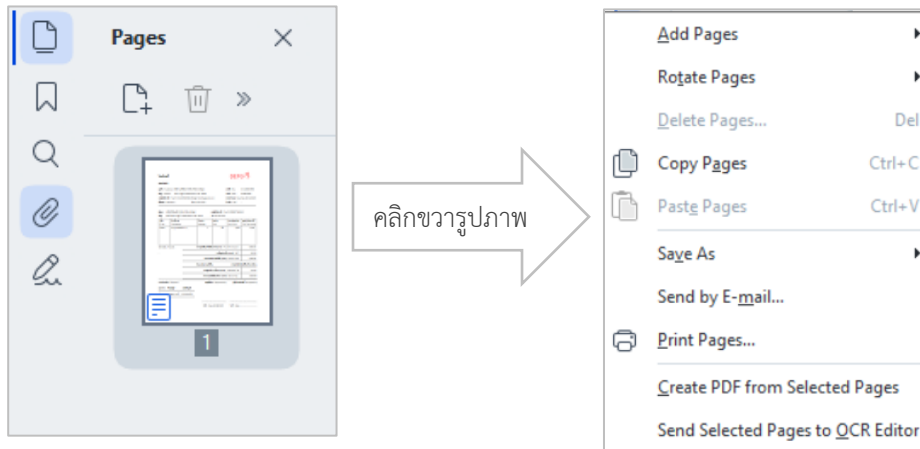 Pages
1
คลิกขวารูปภาพ
Add Pages
Rotate Pages
Delete Pages... Del
Copy Pages Ctrl+C
Paste Pages Ctrl+V
Save As
Send by E-mail...
Print Pages...
Create PDF from Selected Pages
Send Selected Pages to OCR Editor